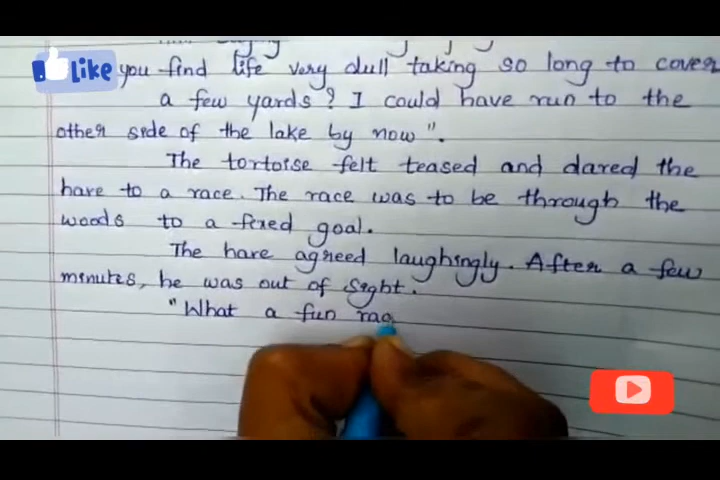 Like
you find life very dull taking so long to cover
a few yards? I could have run to the
other side of the lake by now".
The tortoise felt teased and dared the
hare to a race. The race was to be through the
woods to a fixed goal.
The hare agreed laughingly. After a few
minutes, he was out of sight.
"What a fun rac